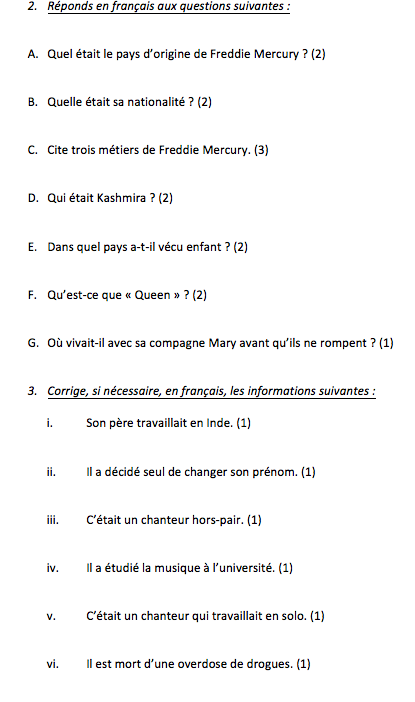 2. Réponds en français aux questions suivantes :
A. Quel était le pays d’origine de Freddie Mercury ? (2)
B. Quelle était sa nationalité ? (2)
C. Cite trois métiers de Freddie Mercury. (3)
D. Qui était Kashmira ? (2)
E. Dans quel pays a-t-il vécu enfant ? (2)
F. Qu’est-ce que « Queen » ? (2)
G. Où vivait-il avec sa compagne Mary avant qu’ils ne rompent ? (1)
3. Corrige, si nécessaire, en français, les informations suivantes :
i. Son père travaillait en Inde. (1)
ii. Il a décidé seul de changer son prénom. (1)
iii. C’était un chanteur hors-pair. (1)
iv. Il a étudié la musique à l’université. (1)
v. C’était un chanteur qui travaillait en solo. (1)
vi. Il est mort d’une overdose de drogues. (1)